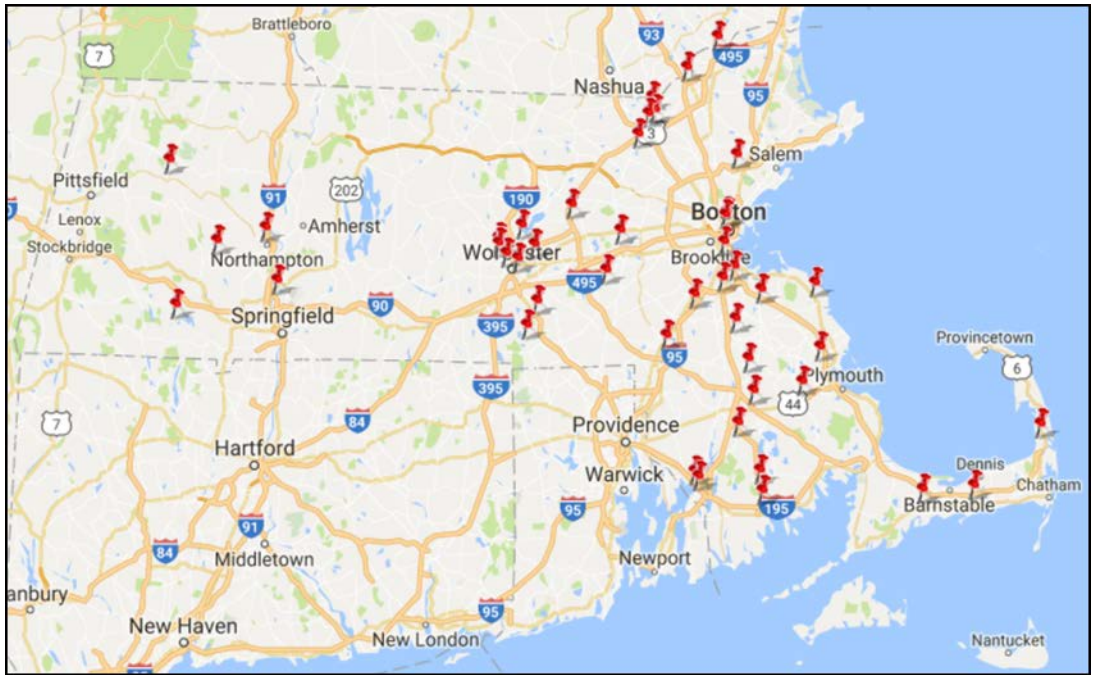 Brattleboro
93
7
495
Nashua
95
3
Salem
Pittsfield
190
91
202
Boston
Lenox
Amherst
Stockbridge
Northampton
Worcester
Brookline
495
90
Springfield
395
Provincetown
95
6
Plymouth
395
44
7
84
Providence
Hartford
Dennis
Warwick
Chatham
Barnstable
95
195
91
84
Middletown
Newport
anbury
95
New Haven
New London
Nantucket